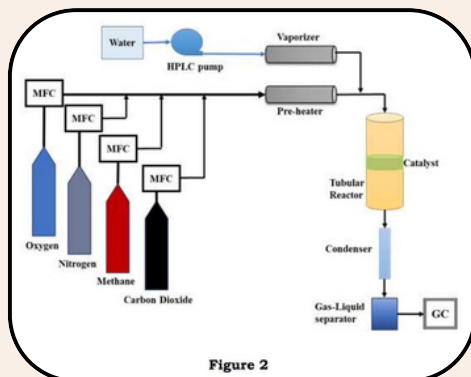 Water
HPLC pump
Vaporizer
MFC
MFC
MFC
MFC
Pre-heater
Catalyst
Tubular
Reactor
Oxygen
Nitrogen
Methane
Carbon Dioxide
Condenser
Gas-Liquid
separator
GC
Figure 2